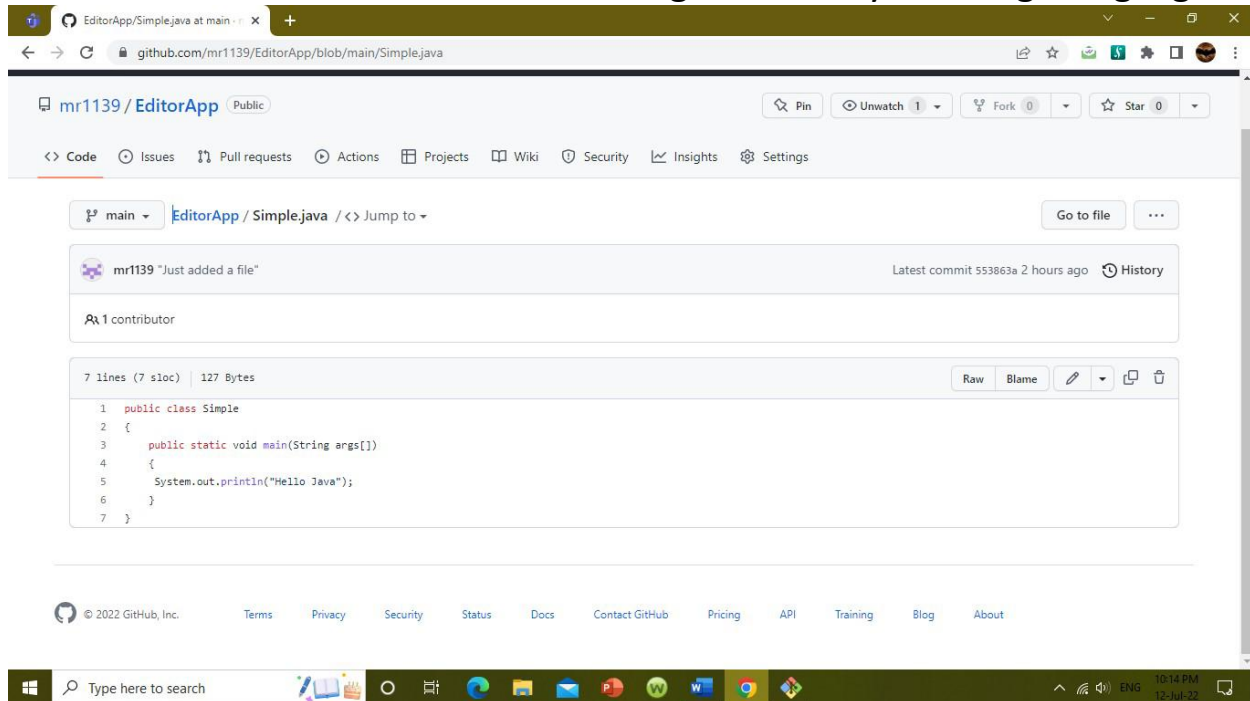 EditorApp/Simple.java at main ·
github.com/mr1139/EditorApp/blob/main/Simple.java
mr1139 / EditorApp Public
Pin Unwatch 1 Fork 0 Star 0
<> Code Issues Pull requests Actions Projects Wiki Security Insights Settings
main EditorApp / Simple.java / <> Jump to Go to file ...
mr1139 "Just added a file" Latest commit 553863a 2 hours ago History
1 contributor
7 lines (7 sloc) 127 Bytes Raw Blame
1 public class Simple
2 {
3 public static void main(String args[])
4 {
5 System.out.println("Hello Java");
6 }
7 }
© 2022 GitHub, Inc. Terms Privacy Security Status Docs Contact GitHub Pricing API Training Blog About
Type here to search ENG 10:14 PM
12-Jul-22